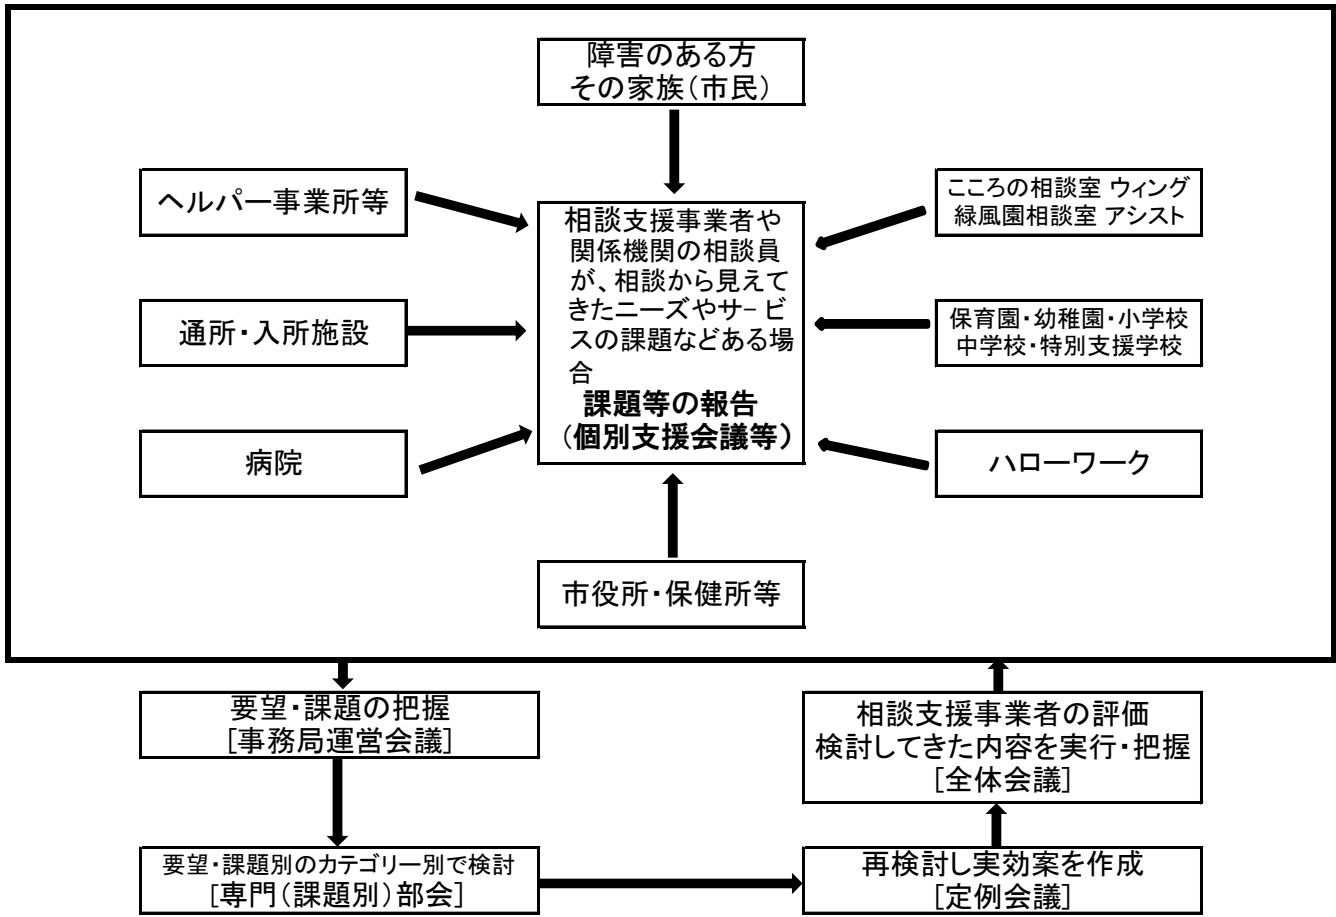 障害のある方
その家族(市民)
ヘルパー事業所等
こころの相談室 ウィング
緑風園相談室 アシスト
相談支援事業者や
関係機関の相談員
が、相談から見えて
きたニーズやサービ
スの課題などある場
合
課題等の報告
(個別支援会議等)
通所・入所施設
保育園・幼稚園・小学校
中学校・特別支援学校
病院
ハローワーク
市役所・保健所等
要望・課題の把握
[事務局運営会議]
相談支援事業者の評価
検討してきた内容を実行・把握
[全体会議]
要望・課題別のカテゴリー別で検討
[専門(課題別)部会]
再検討し実効案を作成
[定例会議]